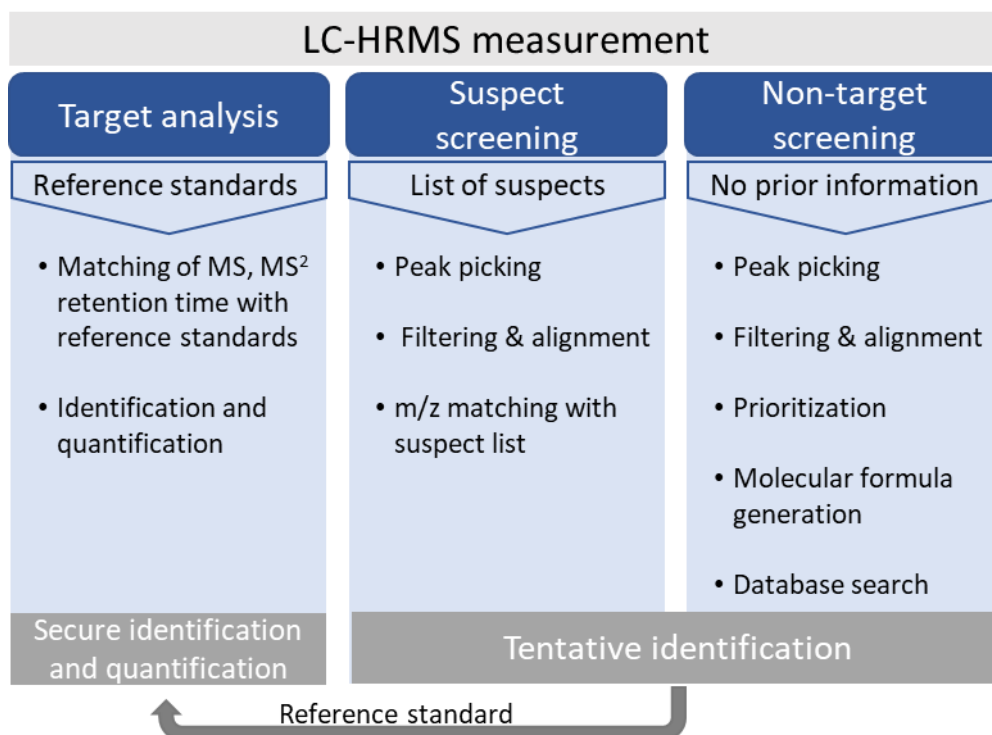 LC-HRMS measurement
Target analysis
Reference standards
• Matching of MS, MS²
retention time with
reference standards
• Identification and
quantification
Secure identification
and quantification
Suspect
screening
List of suspects
• Peak picking
• Filtering & alignment
• m/z matching with
suspect list
Non-target
screening
No prior information
• Peak picking
• Filtering & alignment
• Prioritization
• Molecular formula
generation
• Database search
Tentative identification
Reference standard